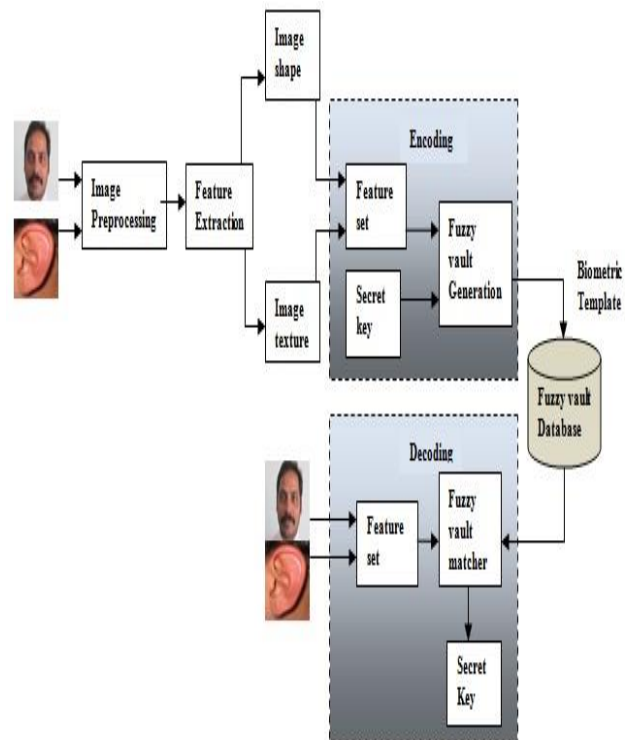 Image
shape
Encoding
Image
Preprocessing
Feature
Extraction
Feature
set
Fuzzy
vault
Generation
Secret
key
Image
texture
Biometric
Template
Fuzzy vault
Database
Decoding
Feature
set
Fuzzy
vault
matcher
Secret
Key